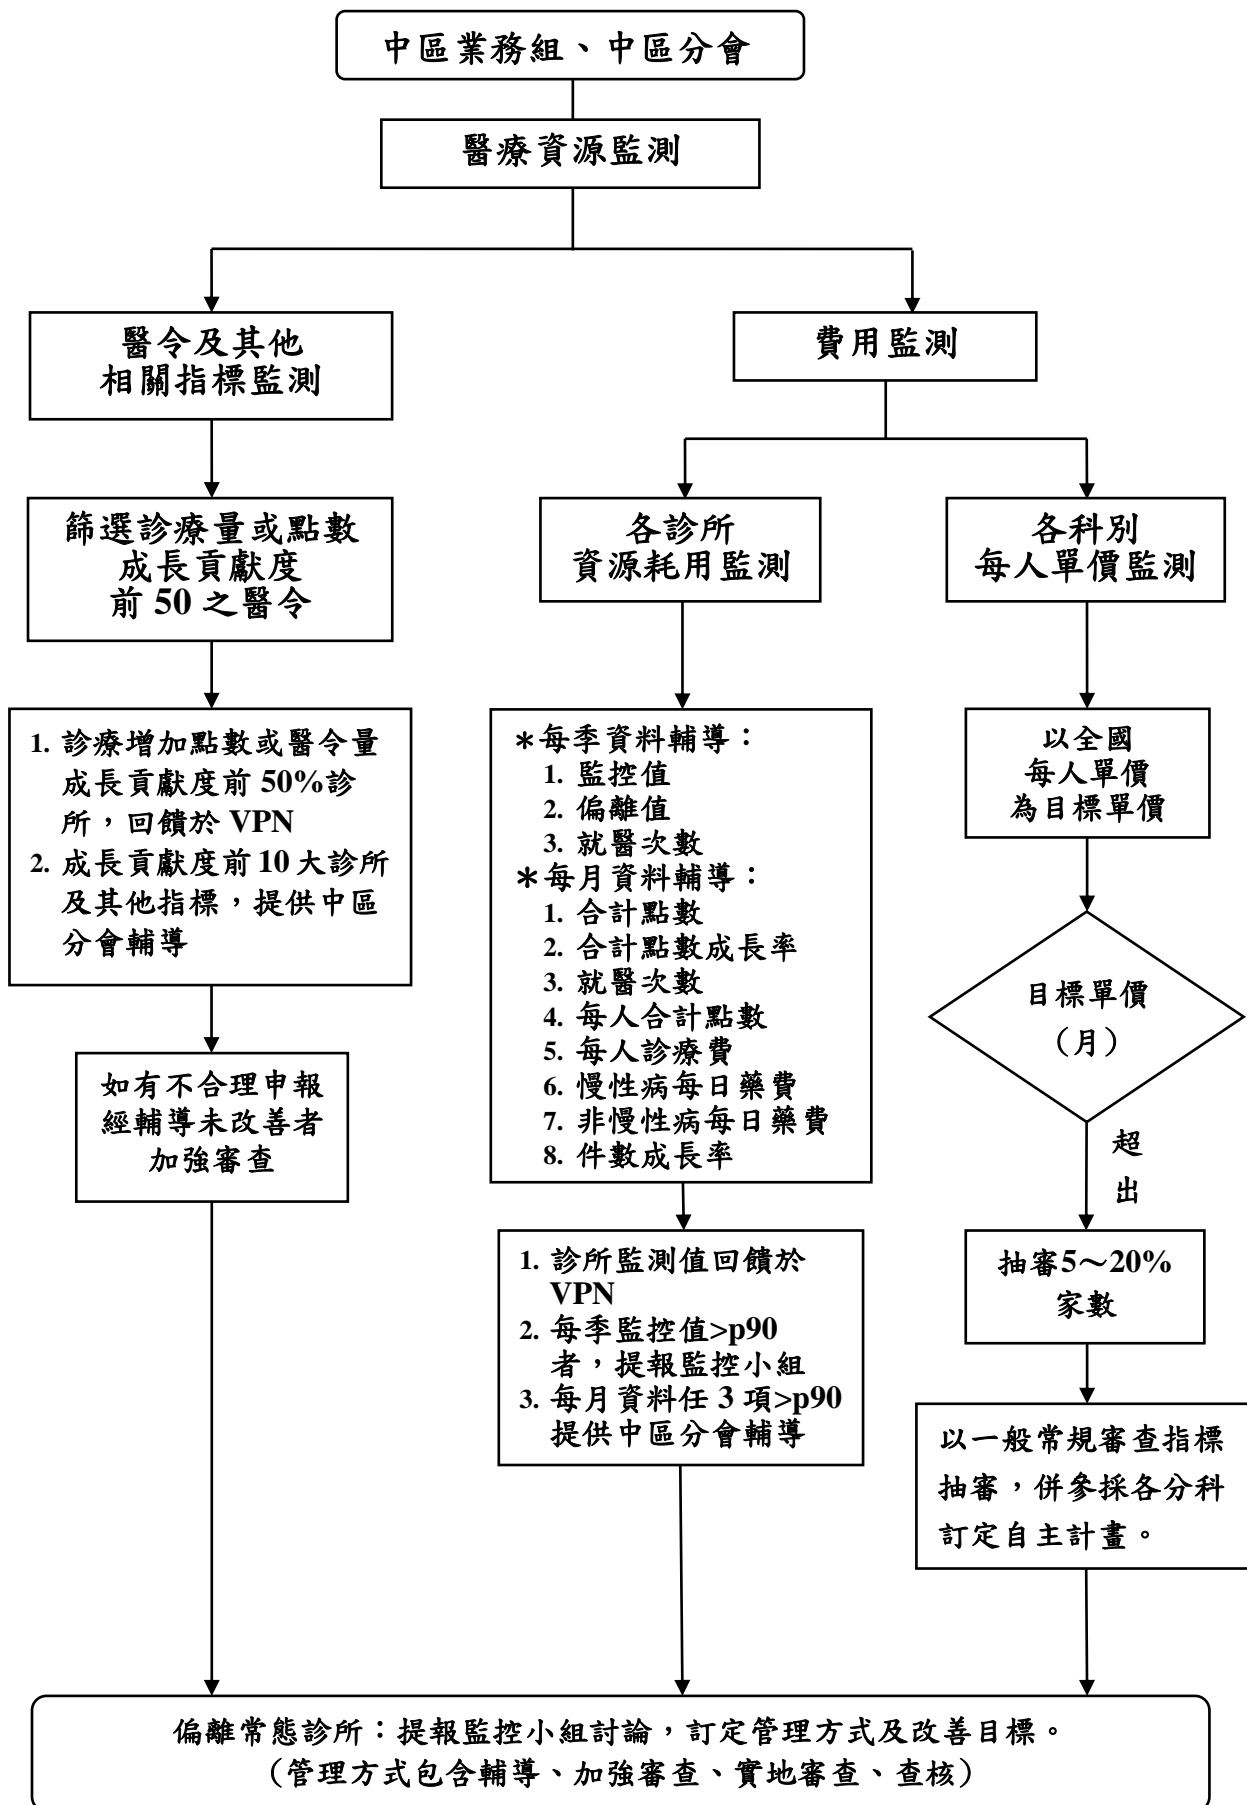 中區業務組、中區分會
醫療資源監測
醫令及其他
相關指標監測
費用監測
篩選診療量或點數
成長貢獻度
前 50 之醫令
各診所
資源耗用監測
各科別
每人單價監測
1. 診療增加點數或醫令量
成長貢獻度前 50%診
所，回饋於 VPN
2. 成長貢獻度前 10 大診所
及其他指標，提供中區
分會輔導
＊每季資料輔導：
1. 監控值
2. 偏離值
3. 就醫次數
＊每月資料輔導：
1. 合計點數
2. 合計點數成長率
3. 就醫次數
4. 每人合計點數
5. 每人診療費
6. 慢性病每日藥費
7. 非慢性病每日藥費
8. 件數成長率
以全國
每人單價
為目標單價
目標單價
（月）
超
出
如有不合理申報
經輔導未改善者
加強審查
1. 診所監測值回饋於
VPN
2. 每季監控值>p90
者，提報監控小組
3. 每月資料任 3 項>p90
提供中區分會輔導
抽審5～20%
家數
以一般常規審查指標
抽審，併參採各分科
訂定自主計畫。
偏離常態診所：提報監控小組討論，訂定管理方式及改善目標。
（管理方式包含輔導、加強審查、實地審查、查核）